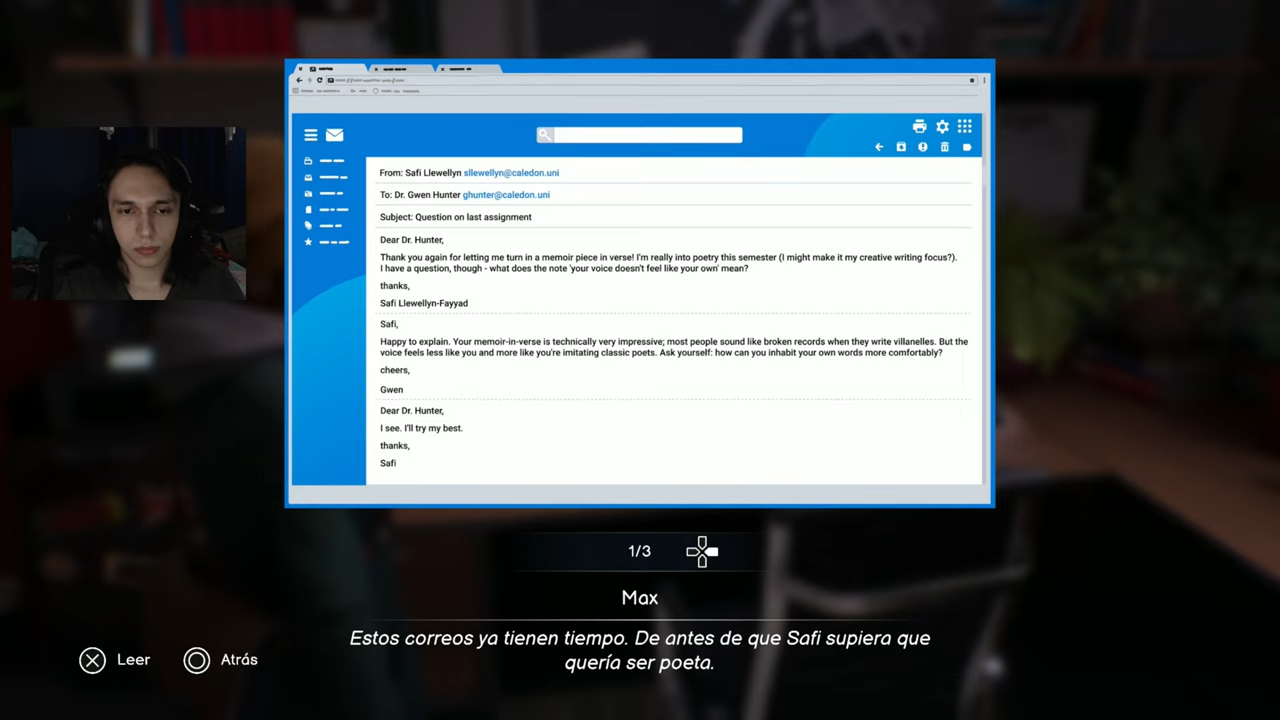 From: Safi Llewellyn sllewellyn@caledon.uni
To: Dr. Gwen Hunter ghunter@caledon.uni
Subject: Question on last assignment
Dear Dr. Hunter,
Thank you again for letting me turn in a memoir piece in verse! I'm really into poetry this semester (I might make it my creative writing focus?).
I have a question, though - what does the note 'your voice doesn't feel like your own' mean?
thanks,
Safi Llewellyn-Fayyad
Safi,
Happy to explain. Your memoir-in-verse is technically very impressive; most people sound like broken records when they write villanelles. But the
voice feels less like you and more like you're imitating classic poets. Ask yourself: how can you inhabit your own words more comfortably?
cheers,
Gwen
Dear Dr. Hunter,
I see. I'll try my best.
thanks,
Safi
1/3
Max
Estos correos ya tienen tiempo. De antes de que Safi supiera que
quería ser poeta.
Leer Atrás